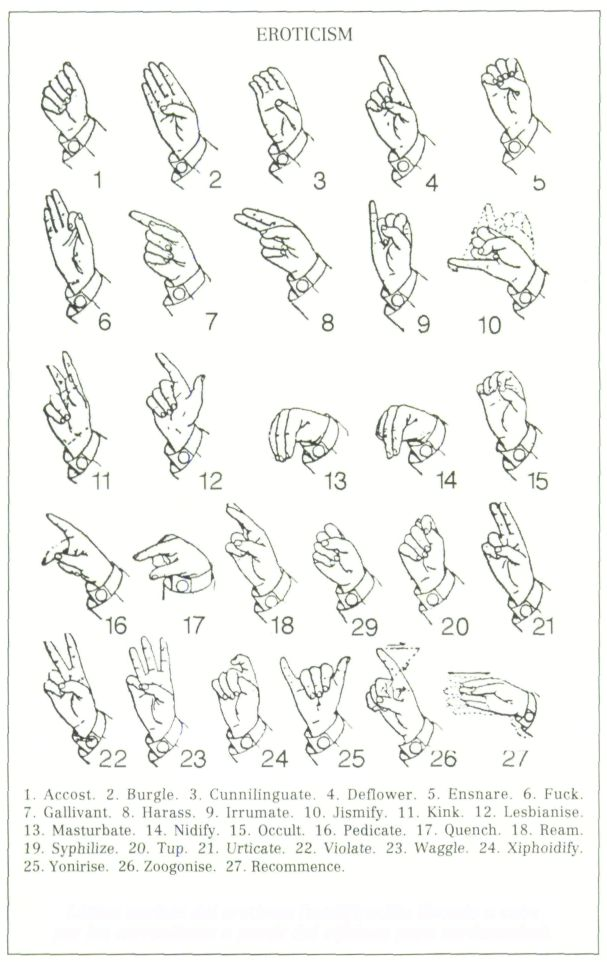 EROTICISM
1 2 3 4 5
6 7 8 9 10
11 12 13 14 15
16 17 18 29 20 21
22 23 24 25 26 27
1. Accost. 2. Burgle. 3. Cunnilinguate. 4. Deflower. 5. Ensnare. 6. Fuck.
7. Gallivant. 8. Harass. 9. Irrumate. 10. Jismify. 11. Kink. 12. Lesbianise.
13. Masturbate. 14. Nidify. 15. Occult. 16. Pedicate. 17. Quench. 18. Ream.
19. Syphilize. 20. Tup. 21. Urticate. 22. Violate. 23. Waggle. 24. Xiphoidify.
25. Yonirise. 26. Zoogonise. 27. Recommence.